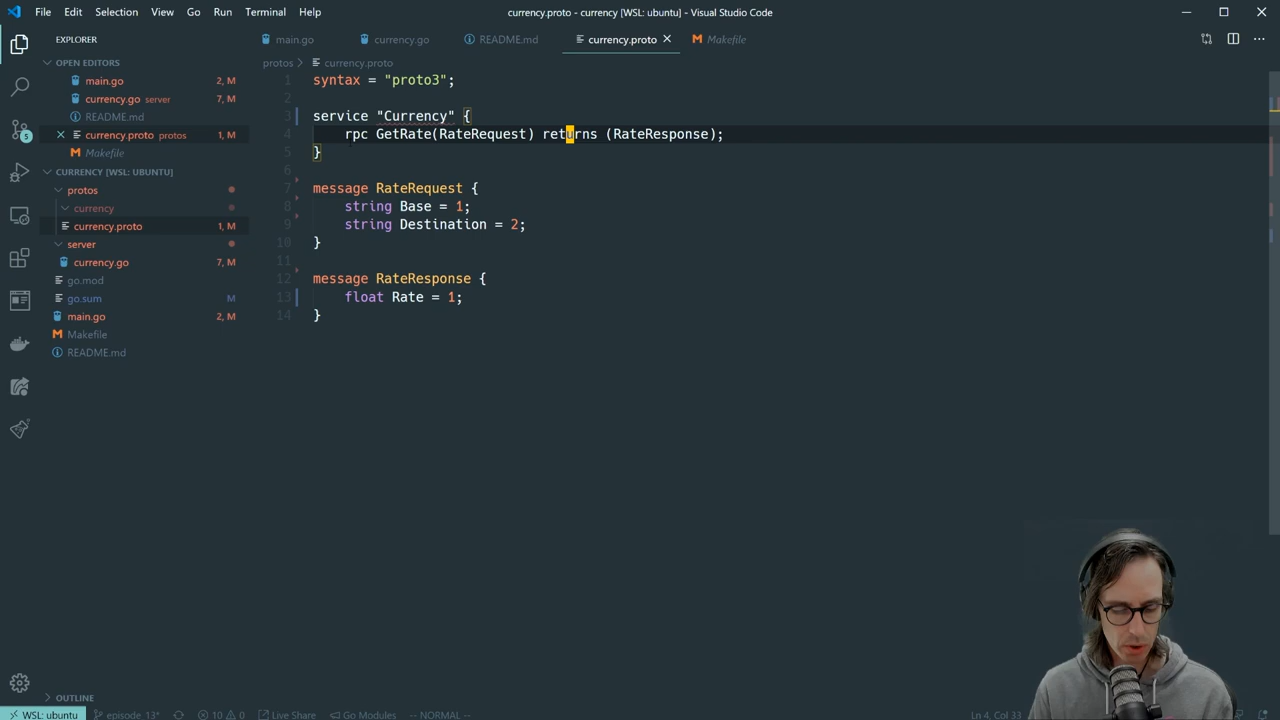 File Edit Selection View Go Run Terminal Help
currency.proto - currency [WSL: ubuntu] - Visual Studio Code
EXPLORER
OPEN EDITORS
main.go 2, M
currency.go server 7, M
README.md
currency.proto protos 1, M
Makefile
CURRENCY [WSL: UBUNTU]
protos
currency
currency.proto 1, M
server
currency.go 7, M
go.mod
go.sum M
main.go 2, M
Makefile
README.md
OUTLINE
main.go currency.go README.md currency.proto Makefile
protos > currency.proto
1 syntax = "proto3";
2
3 service "Currency" {
4 rpc GetRate(RateRequest) returns (RateResponse);
5 }
6
7 message RateRequest {
8 string Base = 1;
9 string Destination = 2;
10 }
11
12 message RateResponse {
13 float Rate = 1;
14 }
5
WSL: ubuntu episode 13* 10 0 Live Share Go Modules -- NORMAL -- Ln 4, Col 33